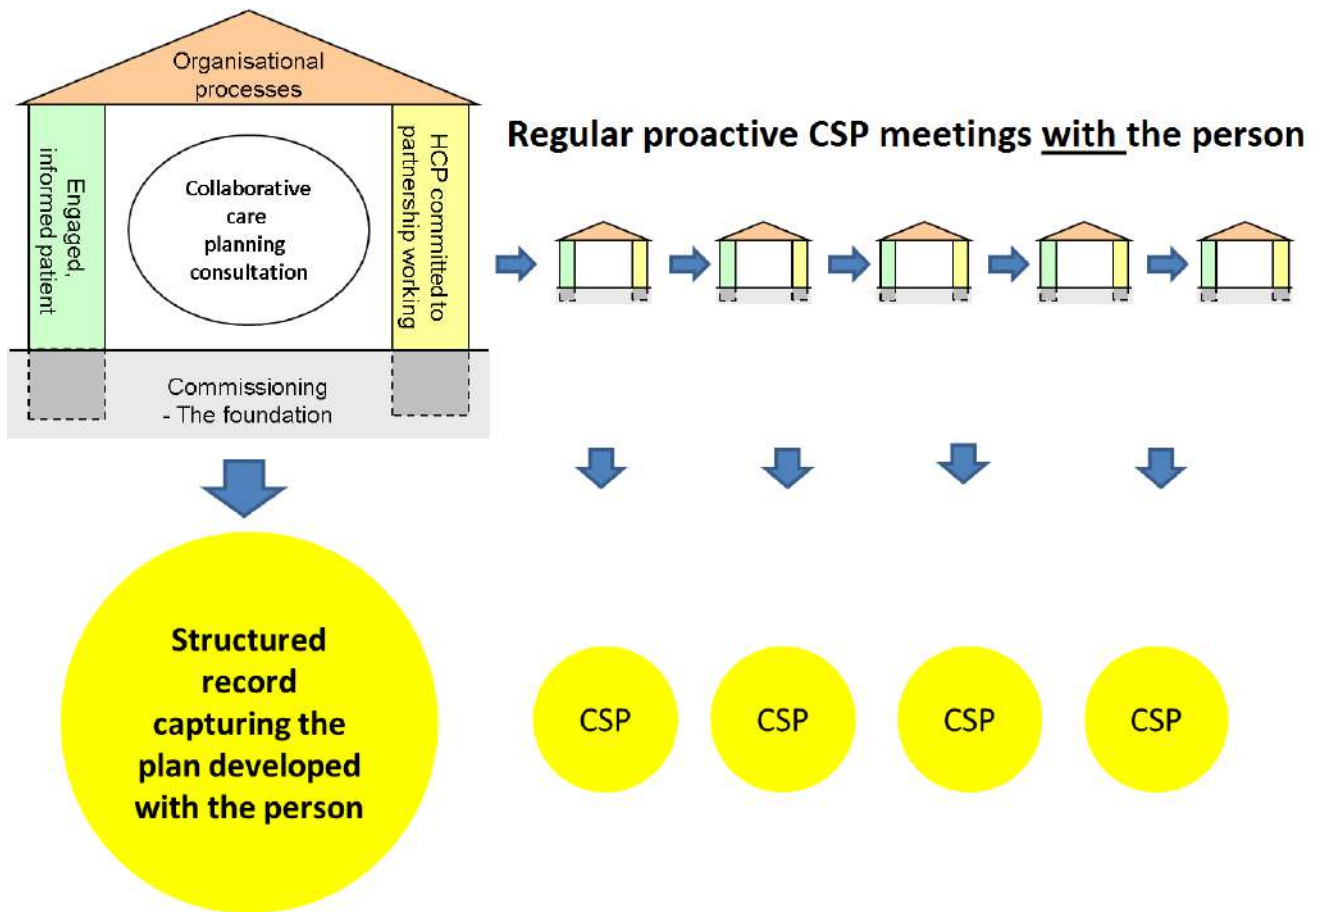 Organisational
processes
Engaged,
informed patient
Collaborative
care
planning
consultation
HCP committed to
partnership working
Commissioning
- The foundation
Regular proactive CSP meetings with the person
Structured
record
capturing the
plan developed
with the person
CSP
CSP
CSP
CSP